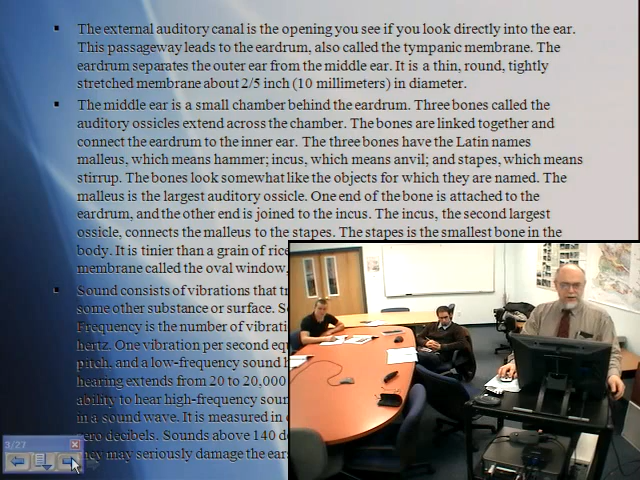 ▪ The external auditory canal is the opening you see if you look directly into the ear.
This passageway leads to the eardrum, also called the tympanic membrane. The
eardrum separates the outer ear from the middle ear. It is a thin, round, tightly
stretched membrane about 2/5 inch (10 millimeters) in diameter.
▪ The middle ear is a small chamber behind the eardrum. Three bones called the
auditory ossicles extend across the chamber. The bones are linked together and
connect the eardrum to the inner ear. The three bones have the Latin names
malleus, which means hammer; incus, which means anvil; and stapes, which means
stirrup. The bones look somewhat like the objects for which they are named. The
malleus is the largest auditory ossicle. One end of the bone is attached to the
eardrum, and the other end is joined to the incus. The incus, the second largest
ossicle, connects the malleus to the stapes. The stapes is the smallest bone in the
body. It is tinier than a grain of rice
membrane called the oval window.
▪ Sound consists of vibrations that
some other substance or surface.
Frequency is the number of
hertz. One vibration per second
pitch, and a low-frequency sound
hearing extends from 20 to 20,000
ability to hear high-frequency
in a sound wave. It is measured in
zero decibels. Sounds above 140
they may seriously damage the ears
3/27